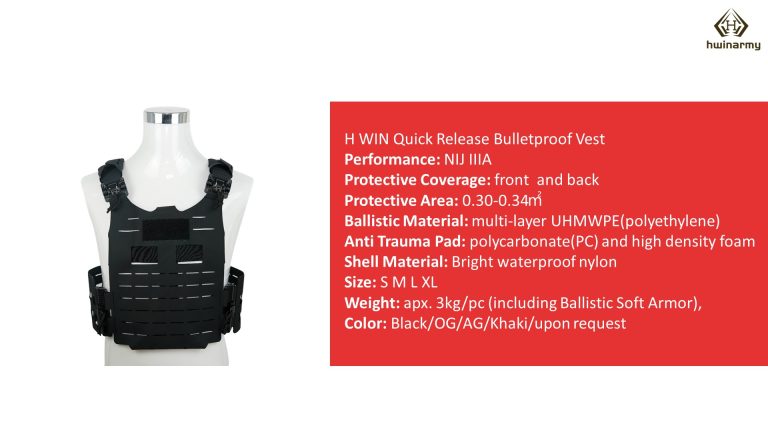 hwinarmy
H WIN Quick Release Bulletproof Vest
Performance: NIJ IIIA
Protective Coverage: front  and back
Protective Area: 0.30-0.34㎡
Ballistic Material: multi-layer UHMWPE(polyethylene)
Anti Trauma Pad: polycarbonate(PC) and high density foam
Shell Material: Bright waterproof nylon
Size: S M L XL
Weight: apx. 3kg/pc (including Ballistic Soft Armor),
Color: Black/OG/AG/Khaki/upon request